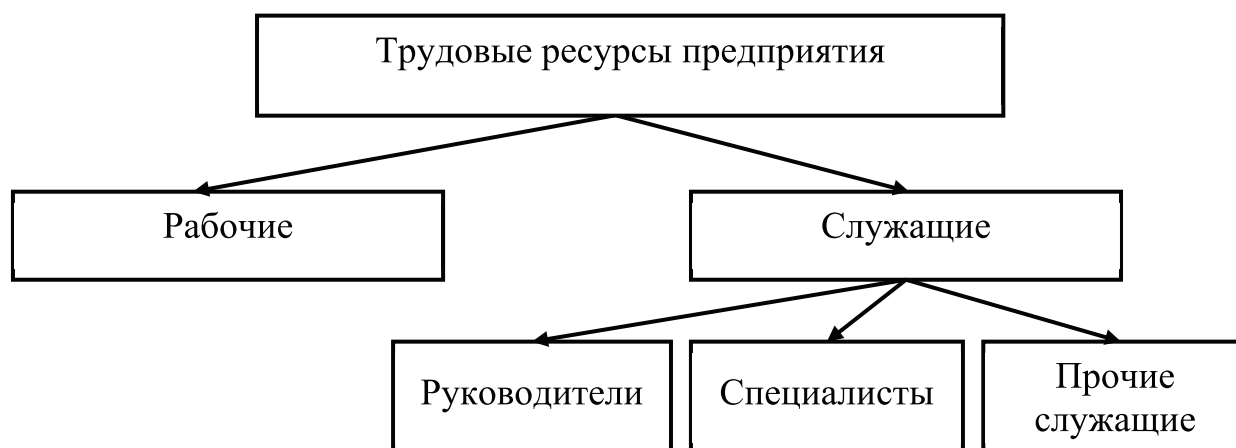 Трудовые ресурсы предприятия
Рабочие
Служащие
Руководители
Специалисты
Прочие
служащие